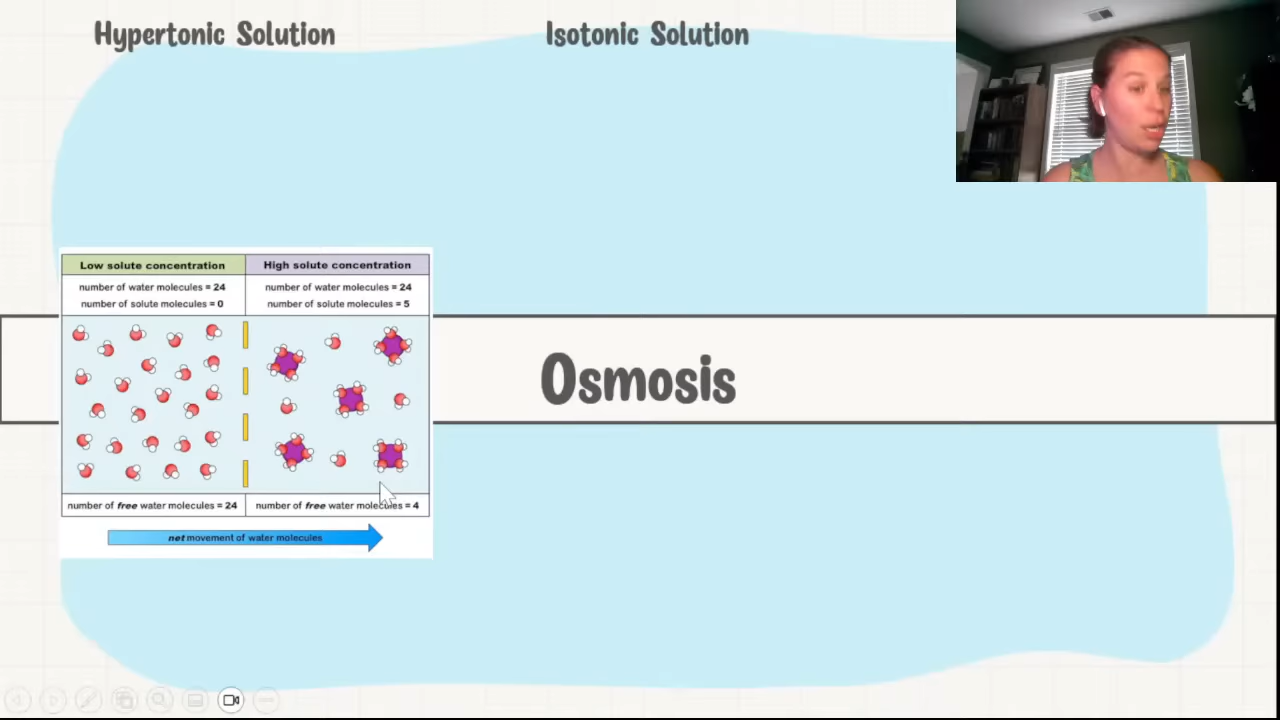 Hypertonic Solution
Isotonic Solution
Low solute concentration
High solute concentration
number of water molecules = 24
number of water molecules = 24
number of solute molecules = 0
number of solute molecules = 5
Osmosis
number of free water molecules = 24
number of free water molecules = 4
net movement of water molecules